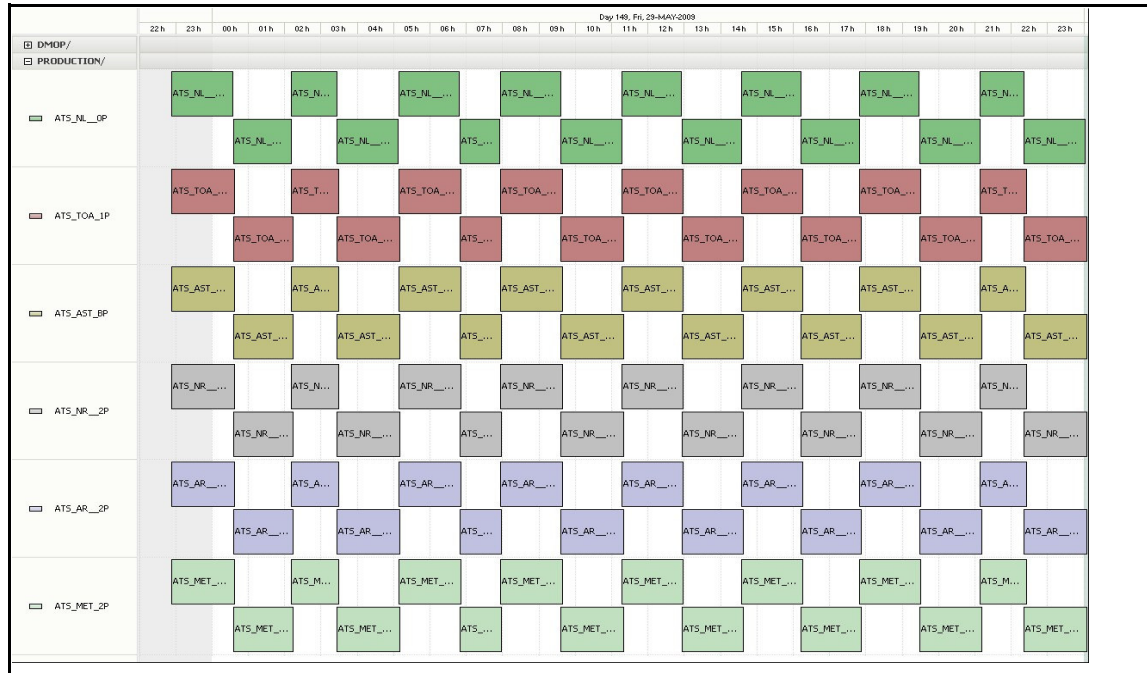 Day 149, Fri, 29-MAY-2009
22 h 23 h 00 h 01 h 02 h 03 h 04 h 05 h 06 h 07 h 08 h 09 h 10 h 11 h 12 h 13 h 14 h 15 h 16 h 17 h 18 h 19 h 20 h 21 h 22 h 23 h
DMOP/
PRODUCTION/
ATS_NL__... ATS_N... ATS_NL__... ATS_NL__... ATS_NL__... ATS_NL__... ATS_NL__... ATS_N...
ATS_NL__0P
ATS_NL_... ATS_NL__... ATS_... ATS_NL__... ATS_NL__... ATS_NL__... ATS_NL__... ATS_NL__...
ATS_TOA_... ATS_T... ATS_TOA_... ATS_TOA_... ATS_TOA_... ATS_TOA_... ATS_TOA_... ATS_T...
ATS_TOA_1P
ATS_TOA_... ATS_TOA_... ATS_... ATS_TOA_... ATS_TOA_... ATS_TOA_... ATS_TOA_... ATS_TOA_...
ATS_AST_... ATS_A... ATS_AST_... ATS_AST_... ATS_AST_... ATS_AST_... ATS_AST_... ATS_A...
ATS_AST_BP
ATS_AST_... ATS_AST_... ATS_... ATS_AST_... ATS_AST_... ATS_AST_... ATS_AST_... ATS_AST_...
ATS_NR__... ATS_N... ATS_NR__... ATS_NR__... ATS_NR__... ATS_NR__... ATS_NR__... ATS_N...
ATS_NR__2P
ATS_NR__... ATS_NR__... ATS_... ATS_NR__... ATS_NR__... ATS_NR__... ATS_NR__... ATS_NR__...
ATS_AR__... ATS_A... ATS_AR__... ATS_AR__... ATS_AR__... ATS_AR__... ATS_AR__... ATS_A...
ATS_AR__2P
ATS_AR__... ATS_AR__... ATS_... ATS_AR__... ATS_AR__... ATS_AR__... ATS_AR__... ATS_AR__...
ATS_MET_... ATS_M... ATS_MET_... ATS_MET_... ATS_MET_... ATS_MET_... ATS_MET_... ATS_M...
ATS_MET_2P
ATS_MET_... ATS_MET_... ATS_... ATS_MET_... ATS_MET_... ATS_MET_... ATS_MET_... ATS_MET_...